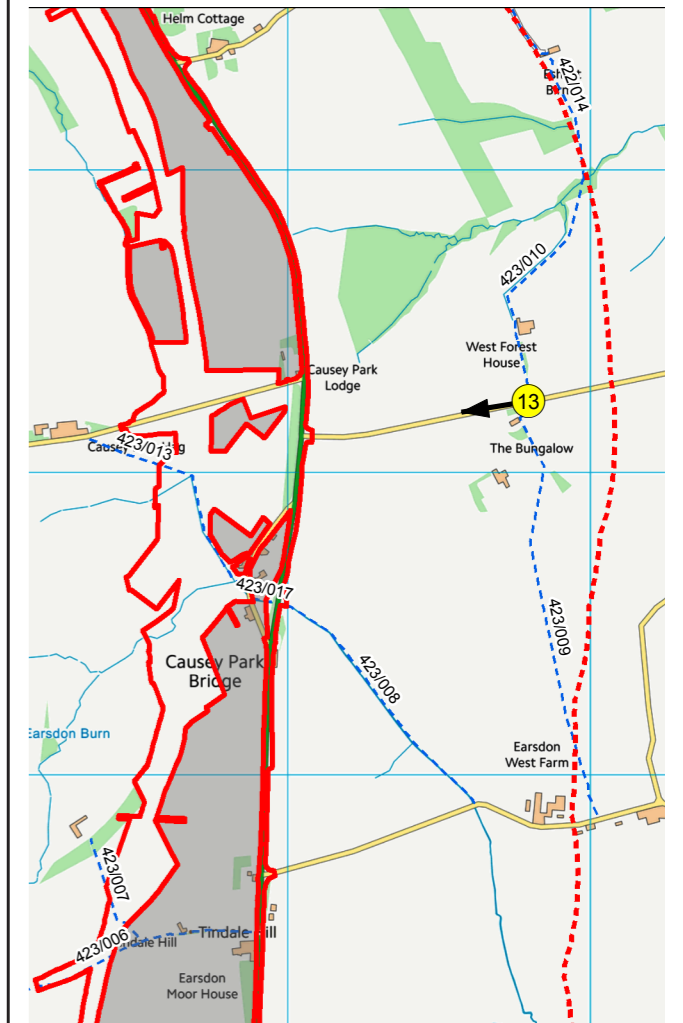 Helm Cottage
422/014
423/010
West Forest
House
Causey Park
Lodge
13
423/013
The Bungalow
423/017
423/009
Causey Park
Bridge
423/008
Earsdon Burn
Earsdon
West Farm
423/007
423/006
Tindale Hill
Earsdon
Moor House